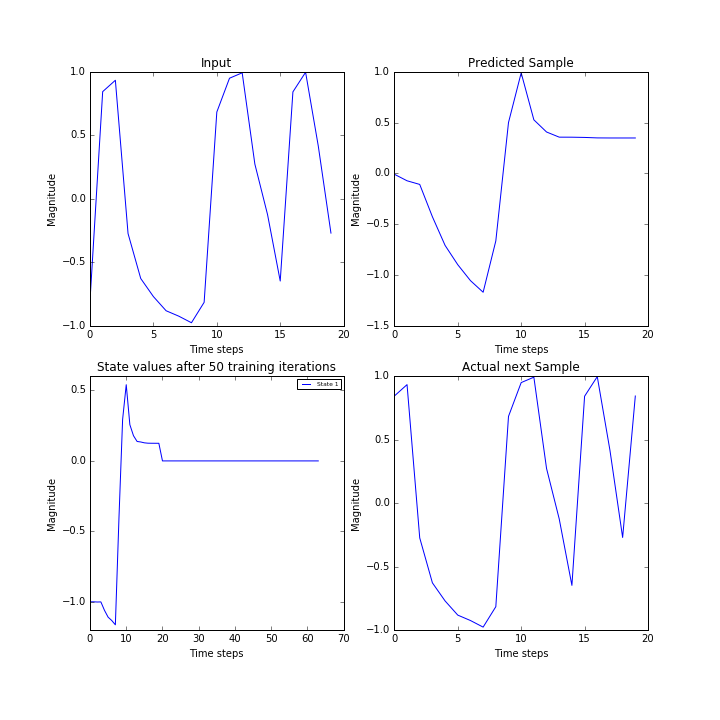 Input
1.0
0.5
0.0
−0.5
−1.0
Magnitude
0 5 10 15 20
Time steps
Predicted Sample
1.0
0.5
0.0
−0.5
−1.0
−1.5
Magnitude
0 5 10 15 20
Time steps
State values after 50 training iterations
State 1
0.5
0.0
−0.5
−1.0
Magnitude
0 10 20 30 40 50 60 70
Time steps
Actual next Sample
1.0
0.5
0.0
−0.5
−1.0
Magnitude
0 5 10 15 20
Time steps